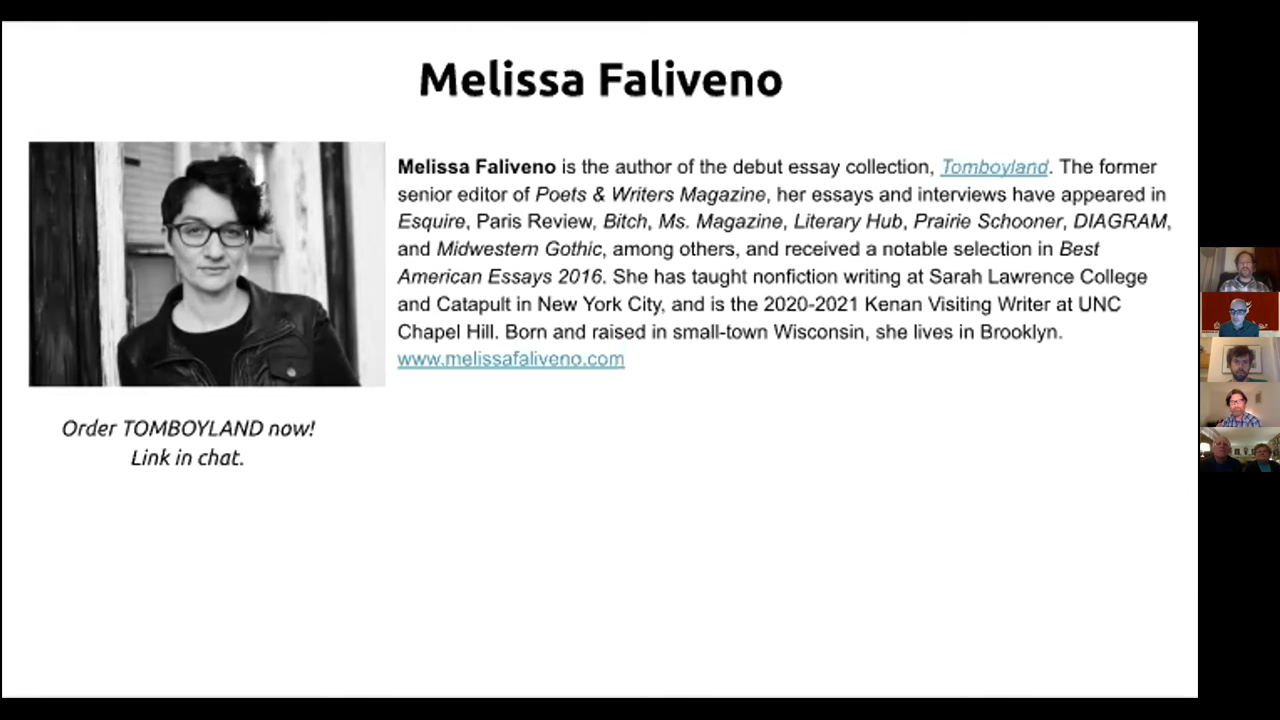 Melissa Faliveno
Melissa Faliveno is the author of the debut essay collection, Tomboyland. The former
senior editor of Poets & Writers Magazine, her essays and interviews have appeared in
Esquire, Paris Review, Bitch, Ms. Magazine, Literary Hub, Prairie Schooner, DIAGRAM,
and Midwestern Gothic, among others, and received a notable selection in Best
American Essays 2016. She has taught nonfiction writing at Sarah Lawrence College
and Catapult in New York City, and is the 2020-2021 Kenan Visiting Writer at UNC
Chapel Hill. Born and raised in small-town Wisconsin, she lives in Brooklyn.
www.melissafaliveno.com
Order TOMBOYLAND now!
Link in chat.